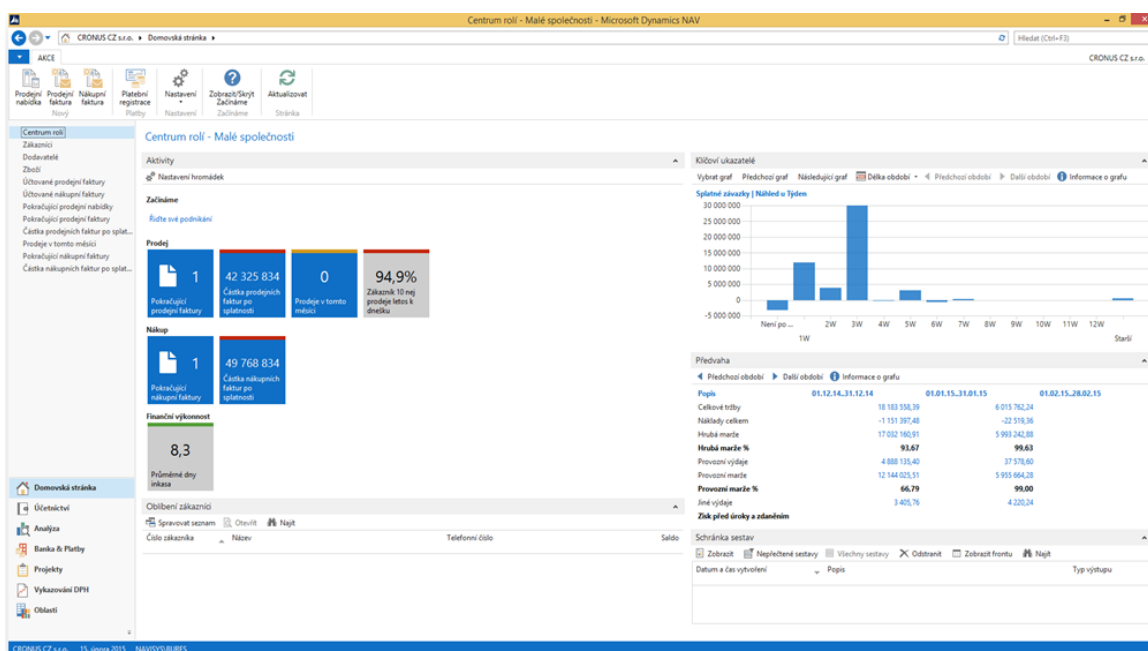 Centrum rolí - Malé společnosti - Microsoft Dynamics NAV
CRONUS CZ s.r.o. Domovská stránka
Hledat (Ctrl+F3)
AKCE
CRONUS CZ s.r.o.
Prodejní nabídka
Prodejní faktura
Nákupní faktura
Platební registrace
Nastavení
Zobrazit/Skrýt Začínáme
Aktualizovat
Nový
Platby
Nastavení
Začínáme
Stránka
Centrum rolí
Zákazníci
Dodavatelé
Zboží
Účtované prodejní faktury
Účtované nákupní faktury
Pokračující prodejní nabídky
Pokračující prodejní faktury
Částka prodejních faktur po splat...
Prodeje v tomto měsíci
Pokračující nákupní faktury
Částka nákupních faktur po splat...
Domovská stránka
Účetnictví
Analýza
Banka & Platby
Projekty
Vykazování DPH
Oblasti
Centrum rolí - Malé společnosti
Aktivity
Nastavení hromádek
Začínáme
Řiďte své podnikání
Prodej
1
Pokračující
prodejní faktury
42 325 834
Částka prodejních
faktur po
splatnosti
0
Prodeje v tomto
měsíci
94,9%
Zákazník 10 nej
prodeje letos k
dnešku
Nákup
1
Pokračující
nákupní faktury
49 768 834
Částka nákupních
faktur po
splatnosti
Finanční výkonnost
8,3
Průměrné dny
inkasa
Oblíbení zákazníci
Spravovat seznam Otevřít Najít
Číslo zákazníka Název Telefonní číslo Saldo
Klíčoví ukazatelé
Vybrat graf Předchozí graf Následující graf Délka období Předchozí období Další období Informace o grafu
Splatné závazky | Náhled u Týden
30 000 000
25 000 000
20 000 000
15 000 000
10 000 000
5 000 000
0
-5 000 000
Není po ... 2W 3W 4W 5W 6W 7W 8W 9W 10W 11W 12W
1W Starší
Předvaha
Předchozí období Další období Informace o grafu
Popis 01.12.14..31.12.14 01.01.15..31.01.15 01.02.15..28.02.15
Celkové tržby 18 183 558,39 6 015 762,24
Náklady celkem -1 151 397,48 -22 519,36
Hrubá marže 17 032 160,91 5 993 242,88
Hrubá marže % 93,67 99,63
Provozní výdaje 4 888 135,40 37 578,60
Provozní marže 12 144 025,51 5 955 664,28
Provozní marže % 66,79 99,00
Jiné výdaje 3 405,76 4 220,24
Zisk před úroky a zdaněním
Schránka sestav
Zobrazit Nepřečtené sestavy Všechny sestavy Odstranit Zobrazit frontu Najít
Datum a čas vytvoření Popis Typ výstupu
CRONUS CZ s.r.o. 15. února 2015 NAVISYS\BURES